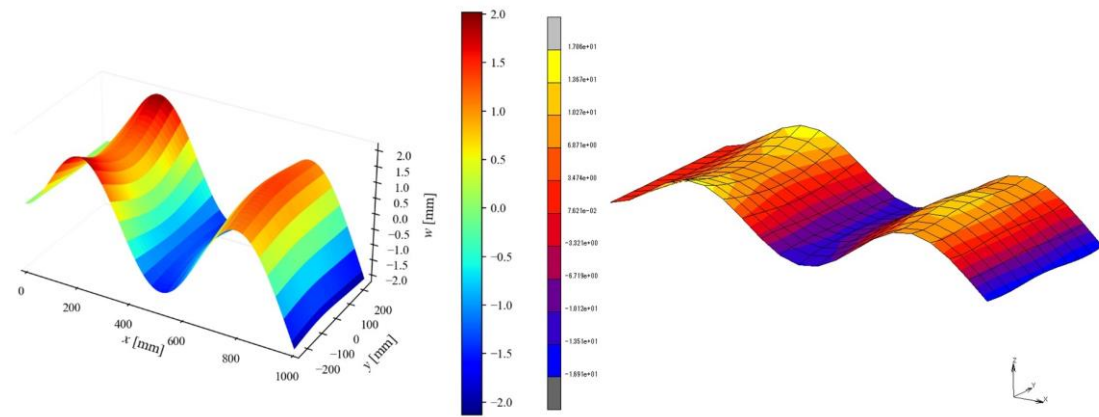 2.0
1.5
1.0
0.5
0.0
−0.5
−1.0
−1.5
−2.0
w [mm]
0
200
400
600
800
1000
x [mm]
−200
−100
0
100
200
y [mm]
2.0
1.5
1.0
0.5
0.0
−0.5
−1.0
−1.5
−2.0
1.706e+01
1.367e+01
1.027e+01
6.871e+00
3.474e+00
7.621e-02
-3.321e+00
-6.719e+00
-1.012e+01
-1.351e+01
-1.691e+01
Z
Y
X